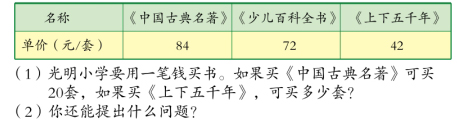 名称 《中国古典名著》 《少儿百科全书》 《上下五千年》
单价（元/套） 84 72 42
（1）光明小学要用一笔钱买书。如果买《中国古典名著》可买
20套，如果买《上下五千年》，可买多少套？
（2）你还能提出什么问题？